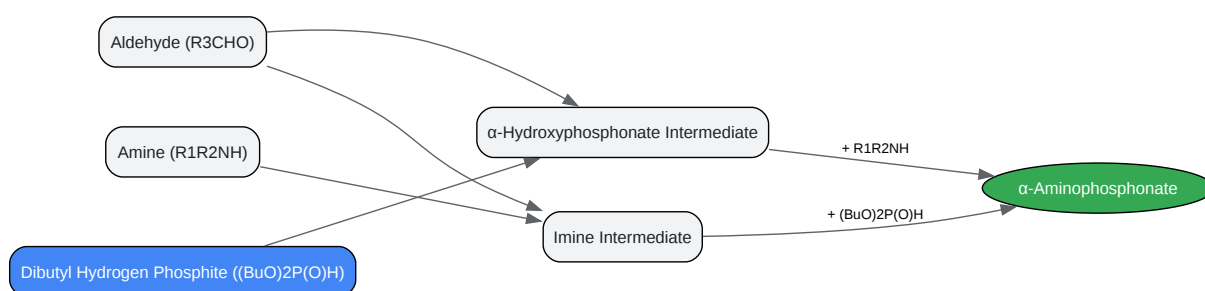 Aldehyde (R3CHO)
Amine (R1R2NH)
Dibutyl Hydrogen Phosphite ((BuO)2P(O)H)
α-Hydroxyphosphonate Intermediate
Imine Intermediate
+ R1R2NH
+ (BuO)2P(O)H
α-Aminophosphonate